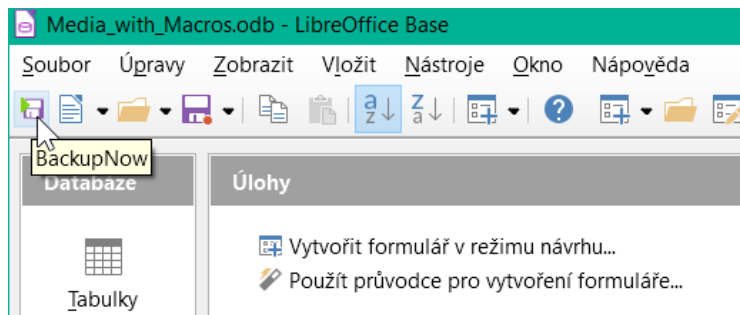 Media_with_Macros.odb - LibreOffice Base
Soubor Úpravy Zobrazit Vložit Nástroje Okno Nápověda
BackupNow
Databáze Úlohy
Vytvořit formulář v režimu návrhu...
Použít průvodce pro vytvoření formuláře...
Tabulky